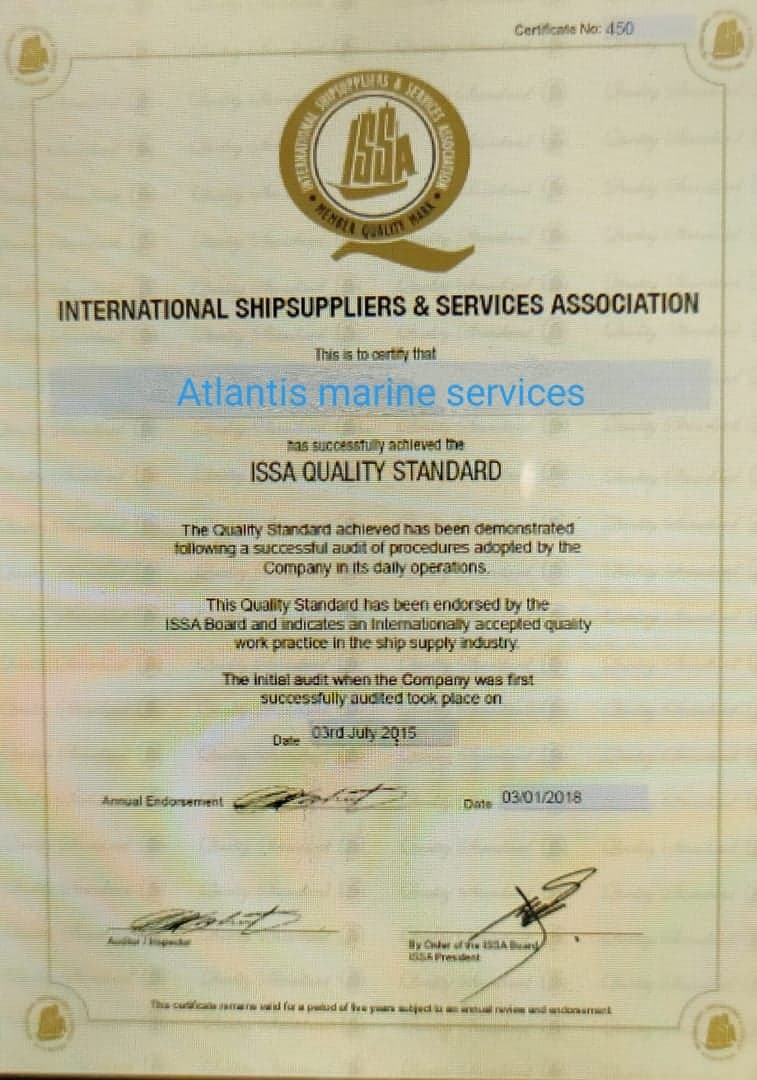 Certificate No: 450
INTERNATIONAL SHIPSUPPLIERS & SERVICES ASSOCIATION
ISSA
MEMBER QUALITY MARK
INTERNATIONAL SHIPSUPPLIERS & SERVICES ASSOCIATION
This is to certify that
Atlantis marine services
has successfully achieved the
ISSA QUALITY STANDARD
The Quality Standard achieved has been demonstrated
following a successful audit of procedures adopted by the
Company in its daily operations.
This Quality Standard has been endorsed by the
ISSA Board and indicates an Internationally accepted quality
work practice in the ship supply industry.
The initial audit when the Company was first
successfully audited took place on
Date 03rd July 2015
Annual Endorsement Date 03/01/2018
Auditor / Inspector
By Order of the ISSA Board
ISSA President
This certificate remains valid for a period of five years subject to an annual review and endorsement